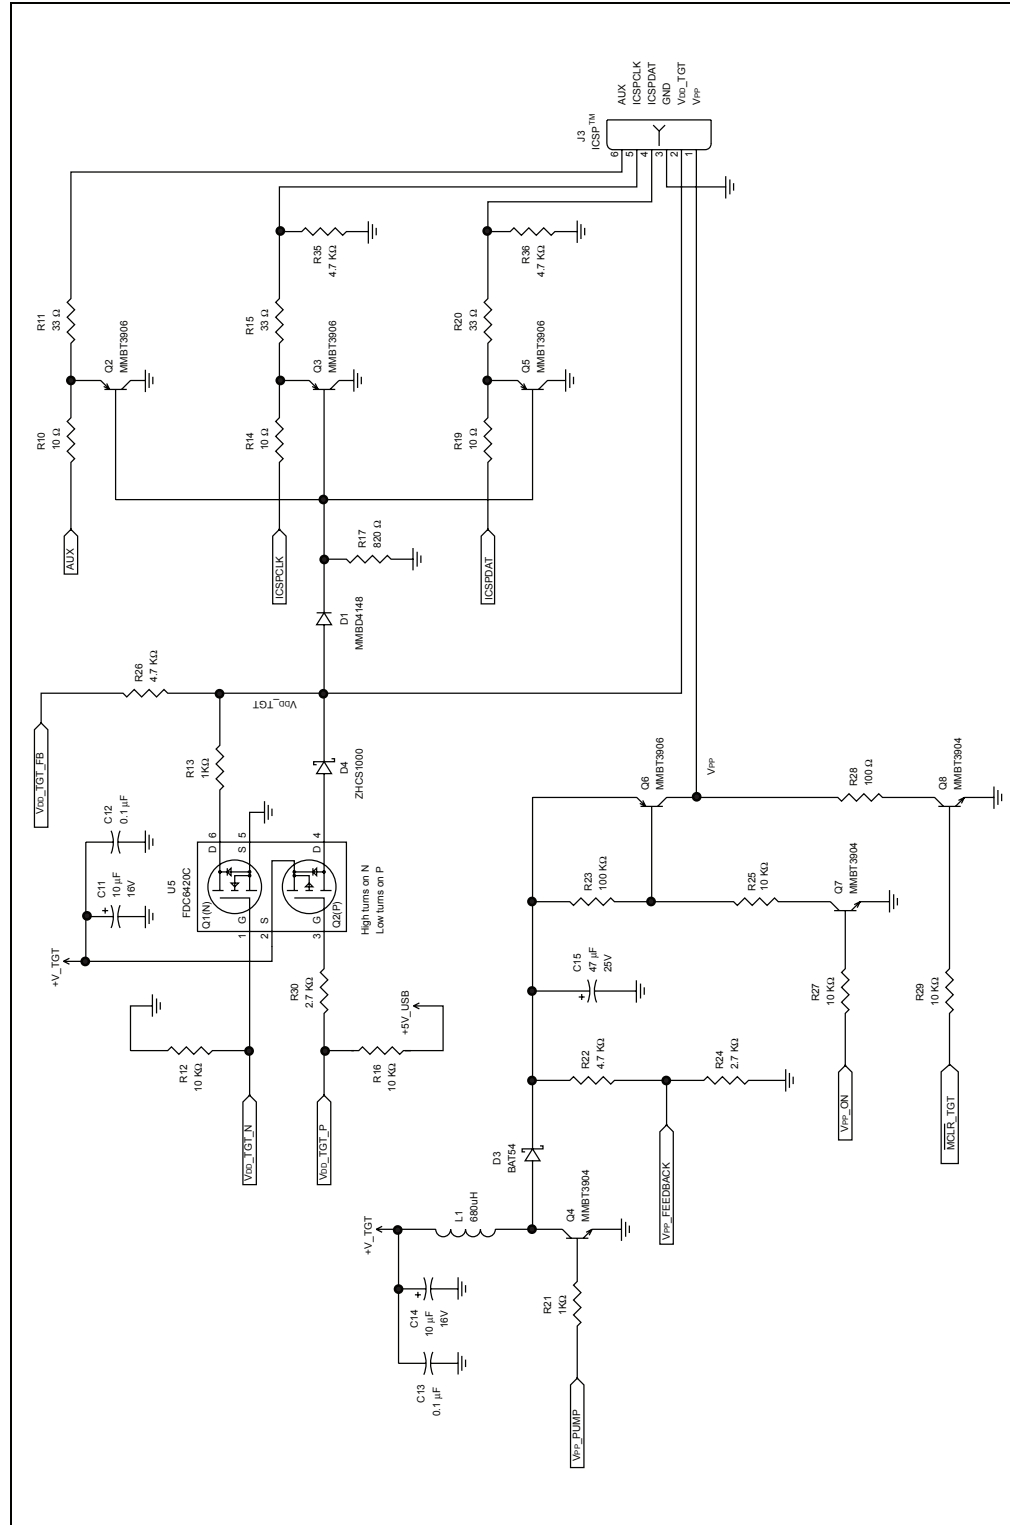 AUX
ICSPCLK
ICSPDAT
GND
VDD_TGT
VPP
J3
ICSP™
6
5
4
3
2
1
R11
33 Ω
R10
10 Ω
Q2
MMBT3906
AUX
R15
33 Ω
R14
10 Ω
Q3
MMBT3906
R35
4.7 KΩ
ICSPCLK
R20
33 Ω
R19
10 Ω
Q5
MMBT3906
R36
4.7 KΩ
ICSPDAT
R17
820 Ω
D1
MMBD4148
R26
4.7 KΩ
VDD_TGT_FB
VDD_TGT
R13
1KΩ
D4
ZHCS1000
C12
0.1 µF
C11
10 µF
16V
+
+V_TGT
U5
FDC6420C
Q1(N)
Q2(P)
D
6
S
5
D
4
1
G
2
S
3
G
High turns on N
Low turns on P
R30
2.7 KΩ
+5V_USB
R12
10 KΩ
R16
10 KΩ
VDD_TGT_N
VDD_TGT_P
Q6
MMBT3906
VPP
R28
100 Ω
Q8
MMBT3904
R23
100 KΩ
R25
10 KΩ
Q7
MMBT3904
C15
47 µF
25V
+
R27
10 KΩ
R29
10 KΩ
R22
4.7 KΩ
R24
2.7 KΩ
VPP_ON
MCLR_TGT
VPP_FEEDBACK
D3
BAT54
L1
680uH
+V_TGT
Q4
MMBT3904
C14
10 µF
16V
+
C13
0.1 µF
R21
1KΩ
VPP_PUMP